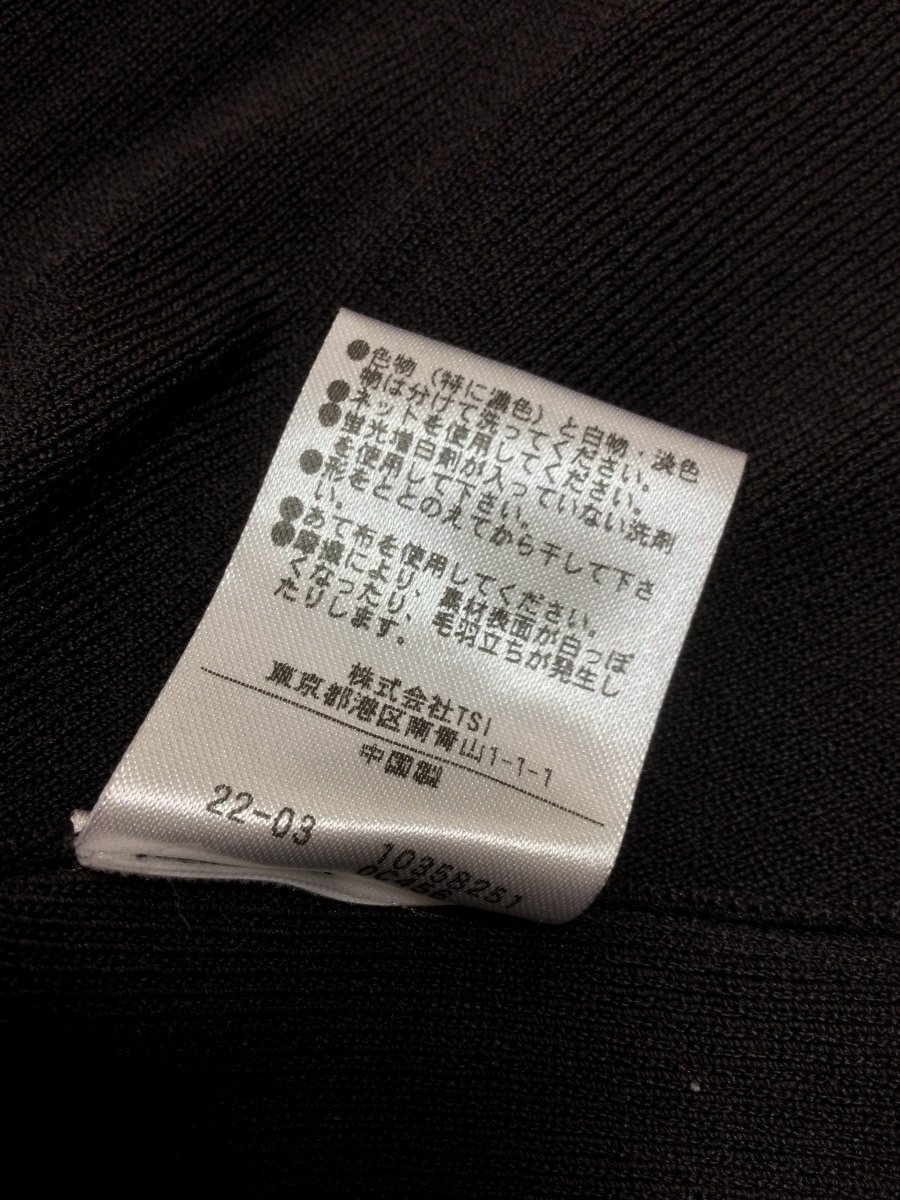 ●色物(特に濃色)と白物・淡色
物は分けて洗ってください。
●ネットを使用してください。
●蛍光増白剤が入っていない洗剤
を使用して下さい。
●形をととのえてから干して下さ
い。
●あて布を使用してください。
●摩擦により、素材表面が白っぽ
くなったり、毛羽立ちが発生し
たりします。
株式会社TSI
東京都港区南青山1-1-1
中国製
22-03
10358251